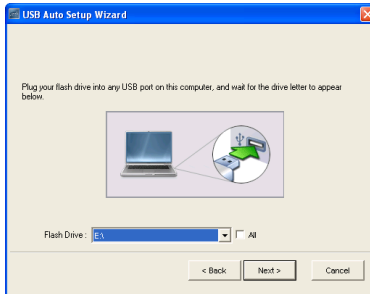 USB Auto Setup Wizard
Plug your flash drive into any USB port on this computer, and wait for the drive letter to appear
below.
Flash Drive : E:\ All
< Back Next > Cancel